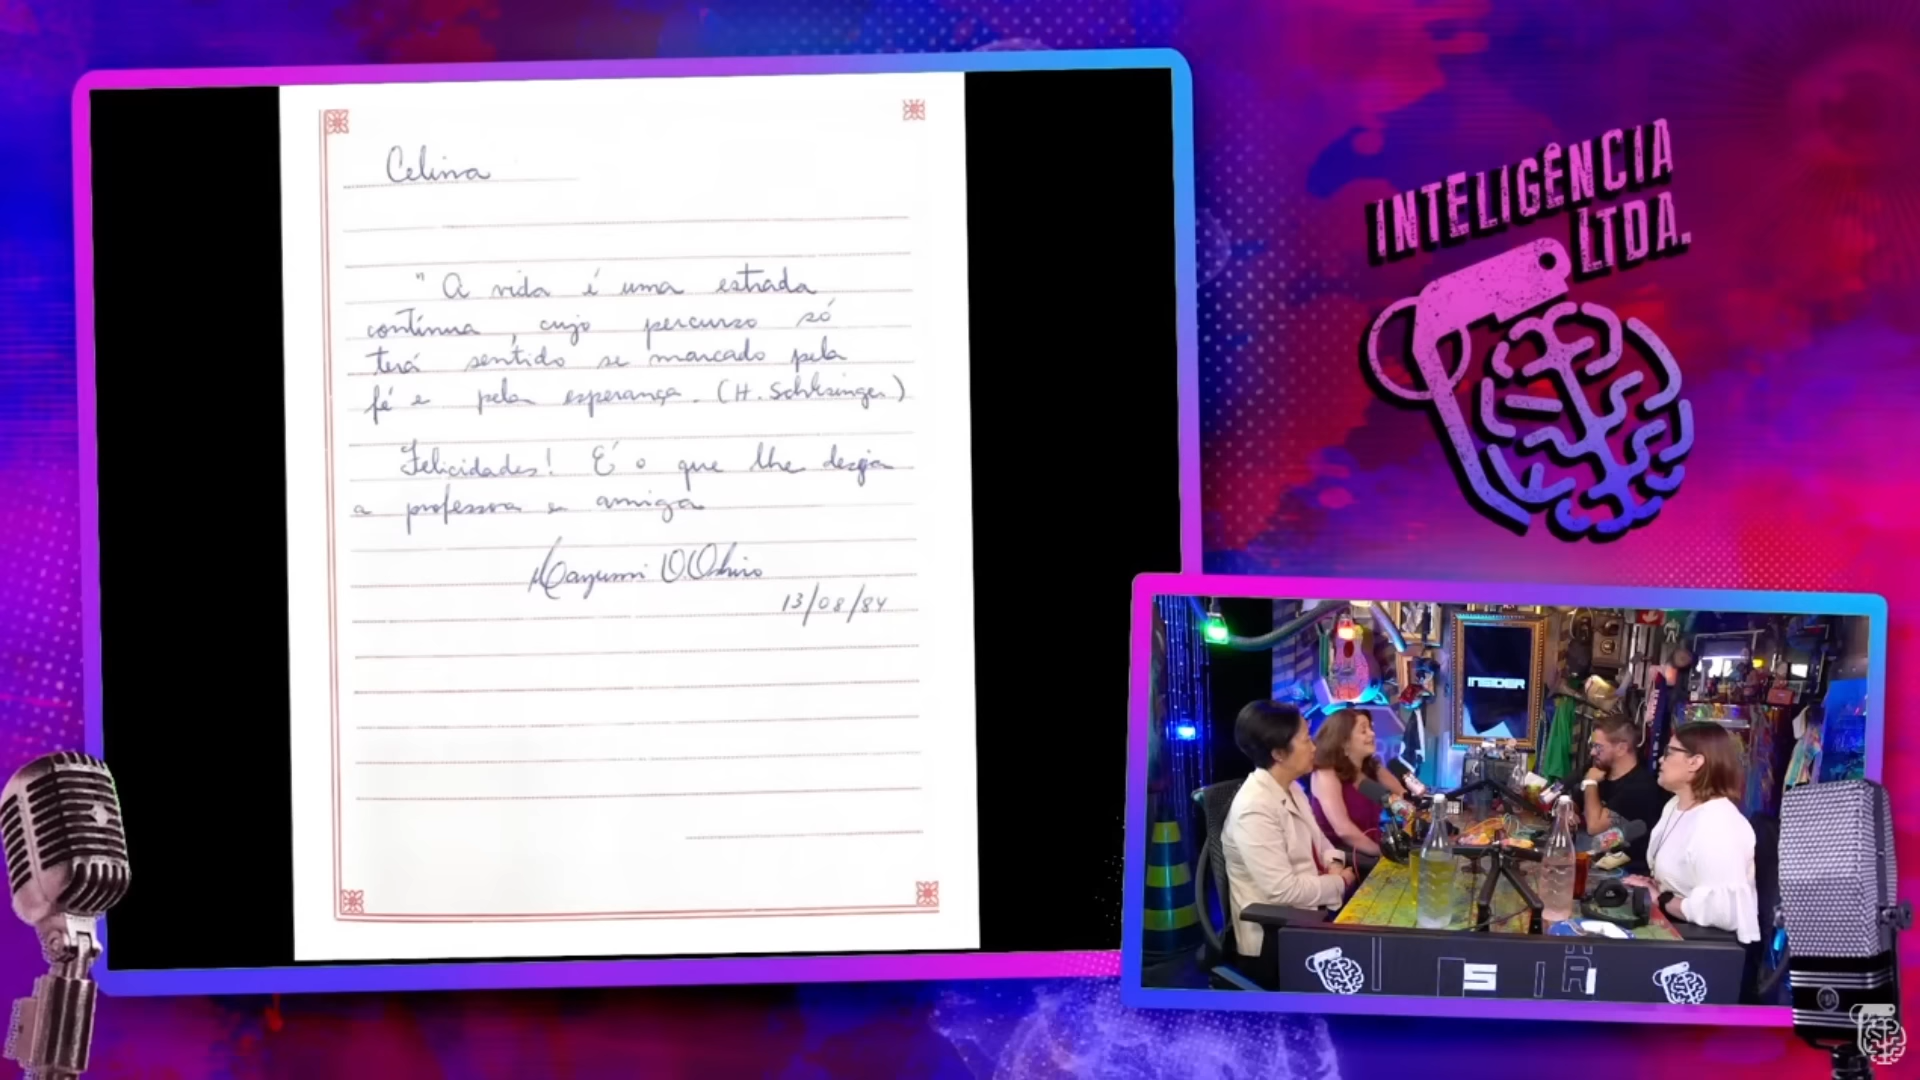 Celina
" A vida é uma estrada
contínua, cujo percurso só
terá sentido se marcado pela
fé e pela esperança. (H. Schlesinger)
Felicidades! É o que lhe deseja
a professora e amiga
Mayumi O. Oshiro
13/08/84
INTELIGÊNCIA
LTDA.
INSIDER